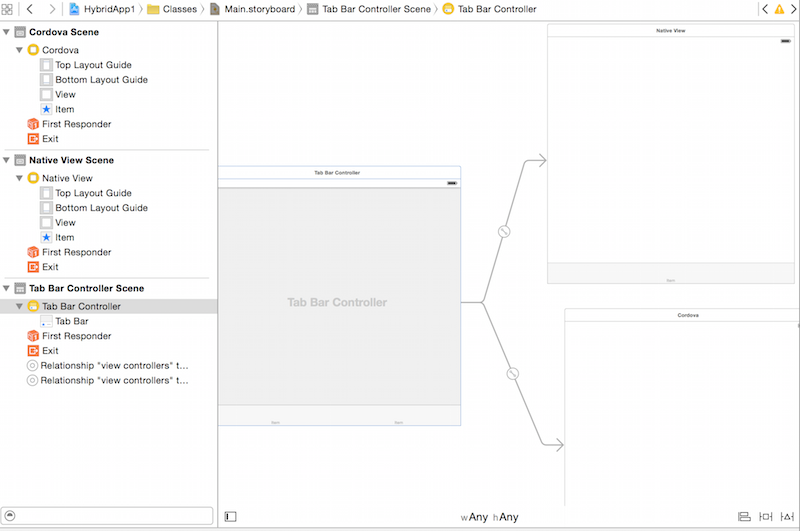 HybridApp1 Classes Main.storyboard Tab Bar Controller Scene Tab Bar Controller
Cordova Scene
Cordova
Top Layout Guide
Bottom Layout Guide
View
Item
First Responder
Exit
Native View Scene
Native View
Top Layout Guide
Bottom Layout Guide
View
Item
First Responder
Exit
Tab Bar Controller Scene
Tab Bar Controller
Tab Bar
First Responder
Exit
Relationship "view controllers" t...
Relationship "view controllers" t...
Native View
Item
Tab Bar Controller
Tab Bar Controller
Item Item
Cordova
wAny hAny